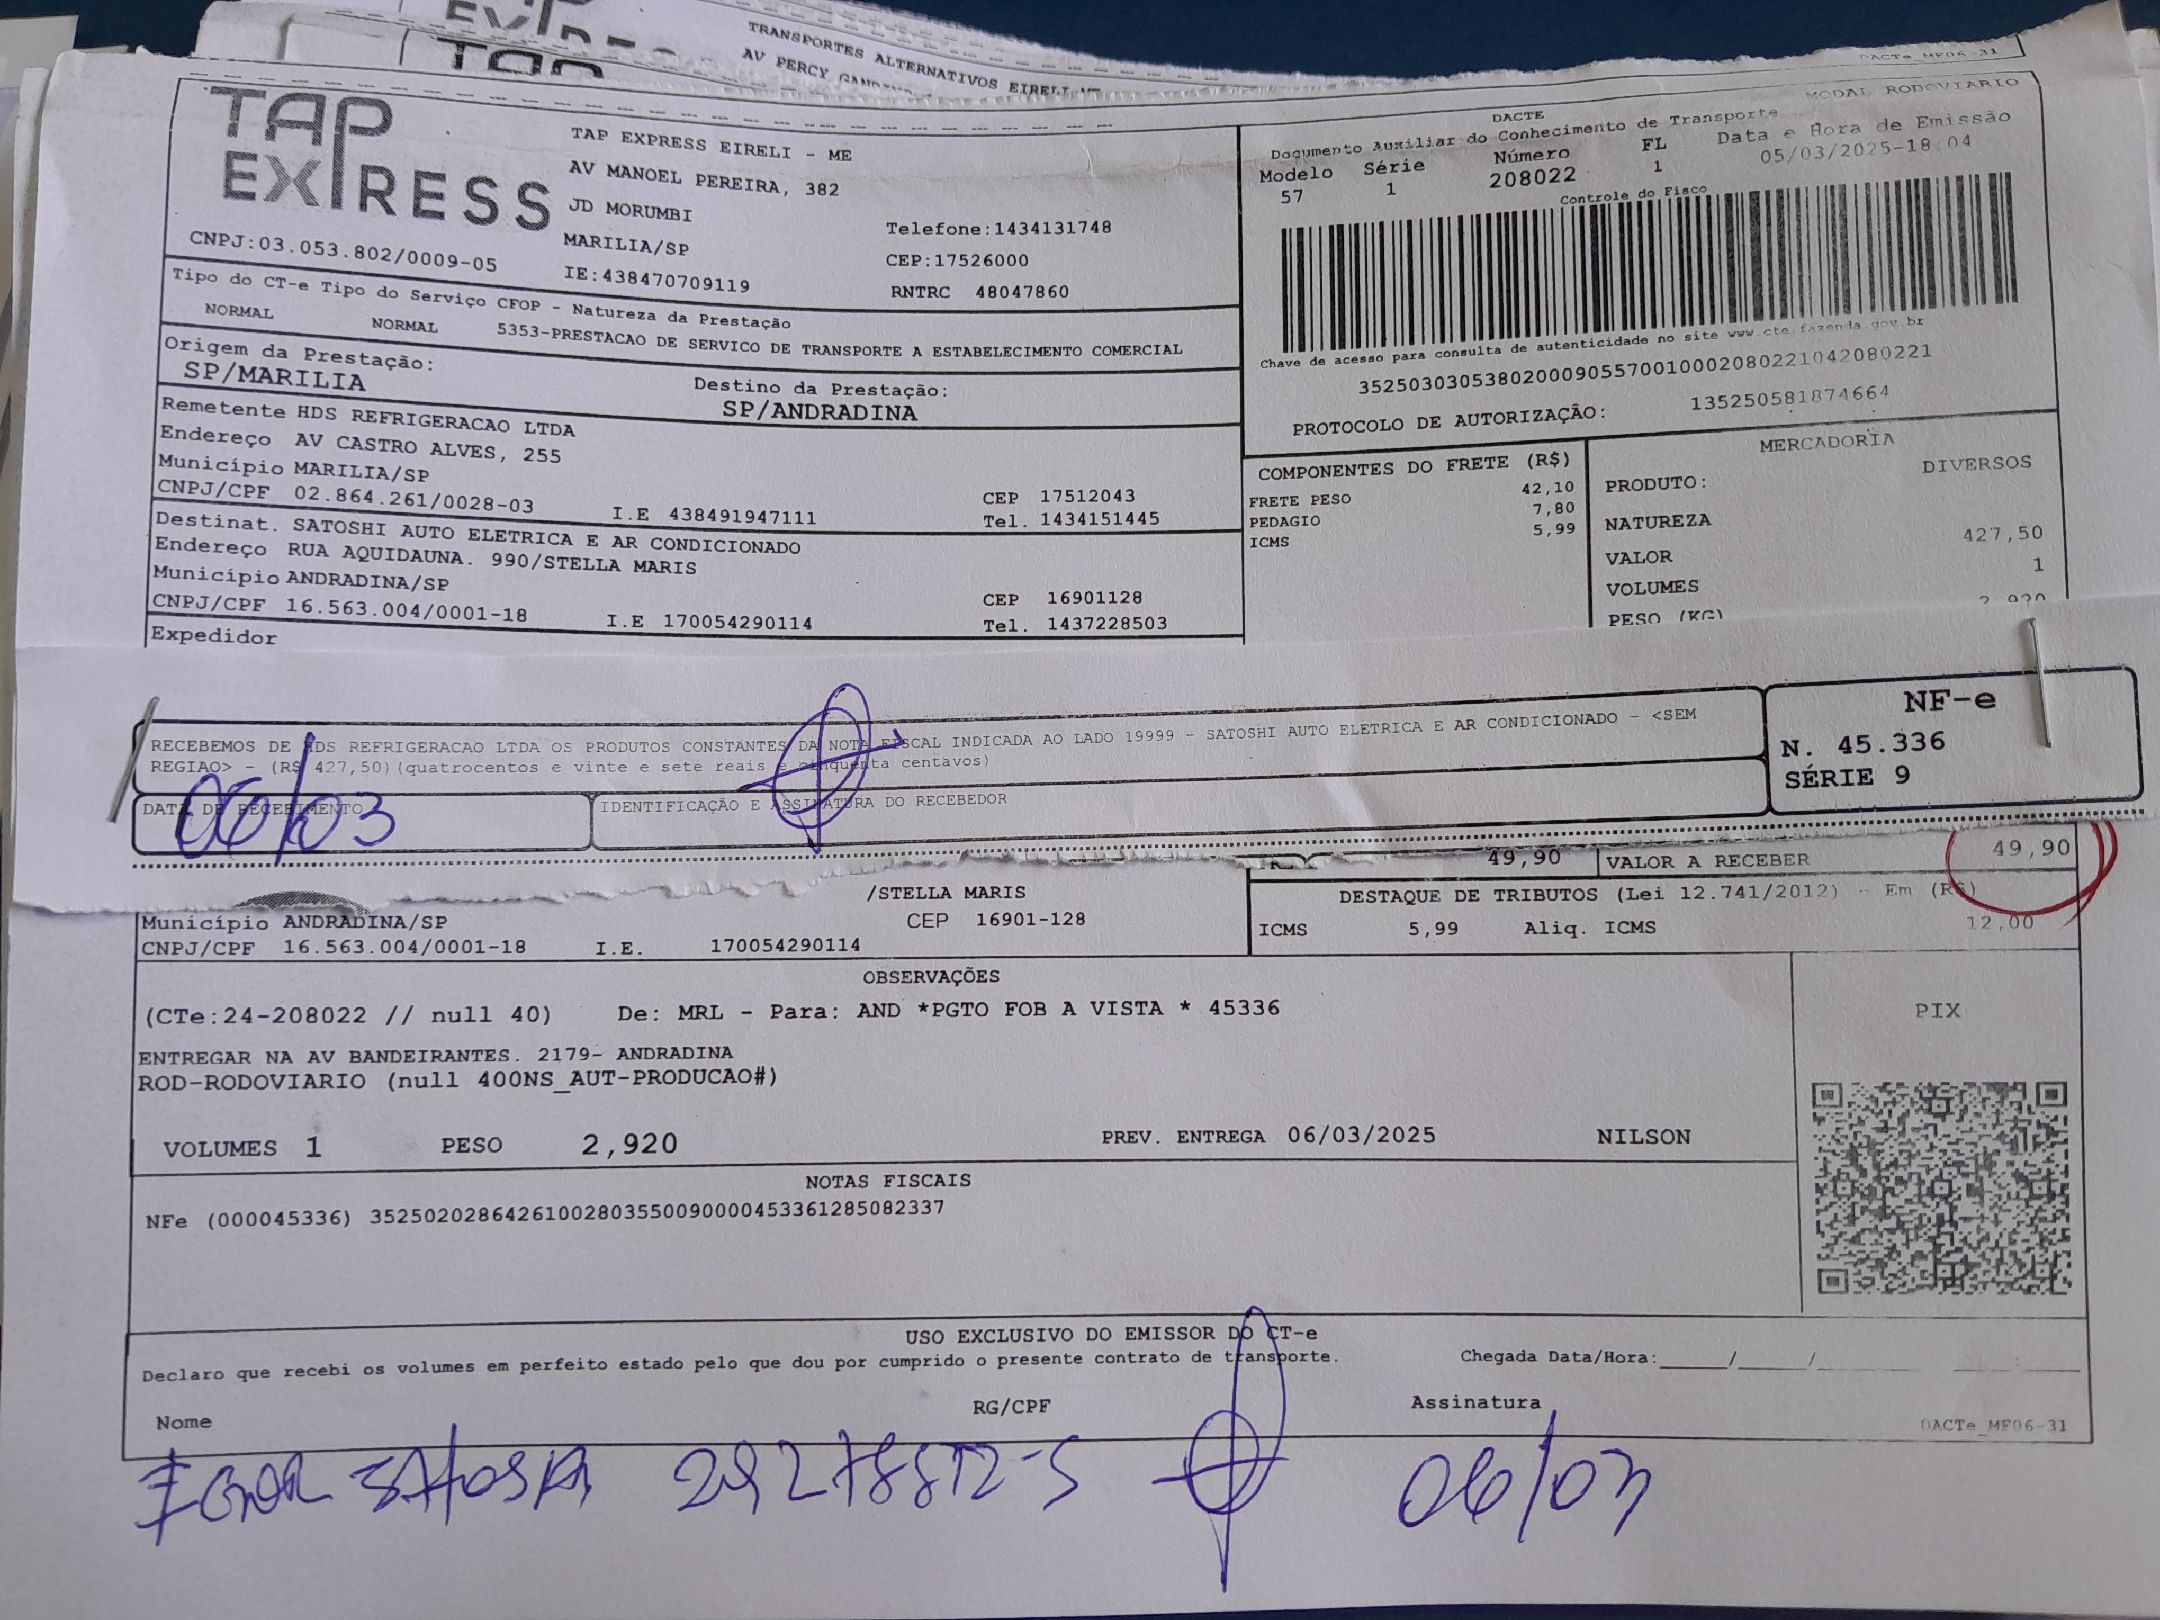 TRANSPORTES ALTERNATIVOS EIRELI-ME
AV PERCY
DACTe_MF06-31
TAP
EXPRESS
TAP EXPRESS EIRELI - ME
AV MANOEL PEREIRA, 382
JD MORUMBI
MARILIA/SP
IE:438470709119
Telefone:1434131748
CEP:17526000
RNTRC 48047860
CNPJ:03.053.802/0009-05
DACTE
MODAL RODOVIARIO
Documento Auxiliar do Conhecimento de Transporte
Modelo Série Número FL Data e Hora de Emissão
57 1 208022 1 05/03/2025-18:04
Controle do Fisco
Chave de acesso para consulta de autenticidade no site www.cte.fazenda.gov.br
35250303053802000905570010002080221042080221
PROTOCOLO DE AUTORIZAÇÃO: 135250581874664
Tipo do CT-e Tipo do Serviço CFOP - Natureza da Prestação
NORMAL NORMAL 5353-PRESTACAO DE SERVICO DE TRANSPORTE A ESTABELECIMENTO COMERCIAL
Origem da Prestação: Destino da Prestação:
SP/MARILIA SP/ANDRADINA
Remetente HDS REFRIGERACAO LTDA
Endereço AV CASTRO ALVES, 255
Município MARILIA/SP CEP 17512043
CNPJ/CPF 02.864.261/0028-03 I.E 438491947111 Tel. 1434151445
Destinat. SATOSHI AUTO ELETRICA E AR CONDICIONADO
Endereço RUA AQUIDAUNA. 990/STELLA MARIS
Município ANDRADINA/SP CEP 16901128
CNPJ/CPF 16.563.004/0001-18 I.E 170054290114 Tel. 1437228503
Expedidor
COMPONENTES DO FRETE (R$)
FRETE PESO 42,10
PEDAGIO 7,80
ICMS 5,99
MERCADORIA
PRODUTO: DIVERSOS
NATUREZA
VALOR 427,50
VOLUMES 1
PESO (KG) 2,920
RECEBEMOS DE HDS REFRIGERACAO LTDA OS PRODUTOS CONSTANTES DA NOTA FISCAL INDICADA AO LADO 19999 - SATOSHI AUTO ELETRICA E AR CONDICIONADO - <SEM
REGIAO> - (R$ 427,50)(quatrocentos e vinte e sete reais e cinquenta centavos)
DATA DE RECEBIMENTO
06/03
IDENTIFICAÇÃO E ASSINATURA DO RECEBEDOR
NF-e
N. 45.336
SÉRIE 9
49,90 VALOR A RECEBER 49,90
/STELLA MARIS
Município ANDRADINA/SP CEP 16901-128
CNPJ/CPF 16.563.004/0001-18 I.E. 170054290114
DESTAQUE DE TRIBUTOS (Lei 12.741/2012) - Em (R$)
ICMS 5,99 Aliq. ICMS 12,00
OBSERVAÇÕES
(CTe:24-208022 // null 40) De: MRL - Para: AND *PGTO FOB A VISTA * 45336
ENTREGAR NA AV BANDEIRANTES. 2179- ANDRADINA
ROD-RODOVIARIO (null 400NS_AUT-PRODUCAO#)
VOLUMES 1 PESO 2,920 PREV. ENTREGA 06/03/2025 NILSON
PIX
NOTAS FISCAIS
NFe (000045336) 35250202864261002803550090000453361285082337
USO EXCLUSIVO DO EMISSOR DO CT-e
Declaro que recebi os volumes em perfeito estado pelo que dou por cumprido o presente contrato de transporte. Chegada Data/Hora:____/____/
Nome RG/CPF Assinatura
DACTe_MF06-31
IGOR SATOSHI 06/03